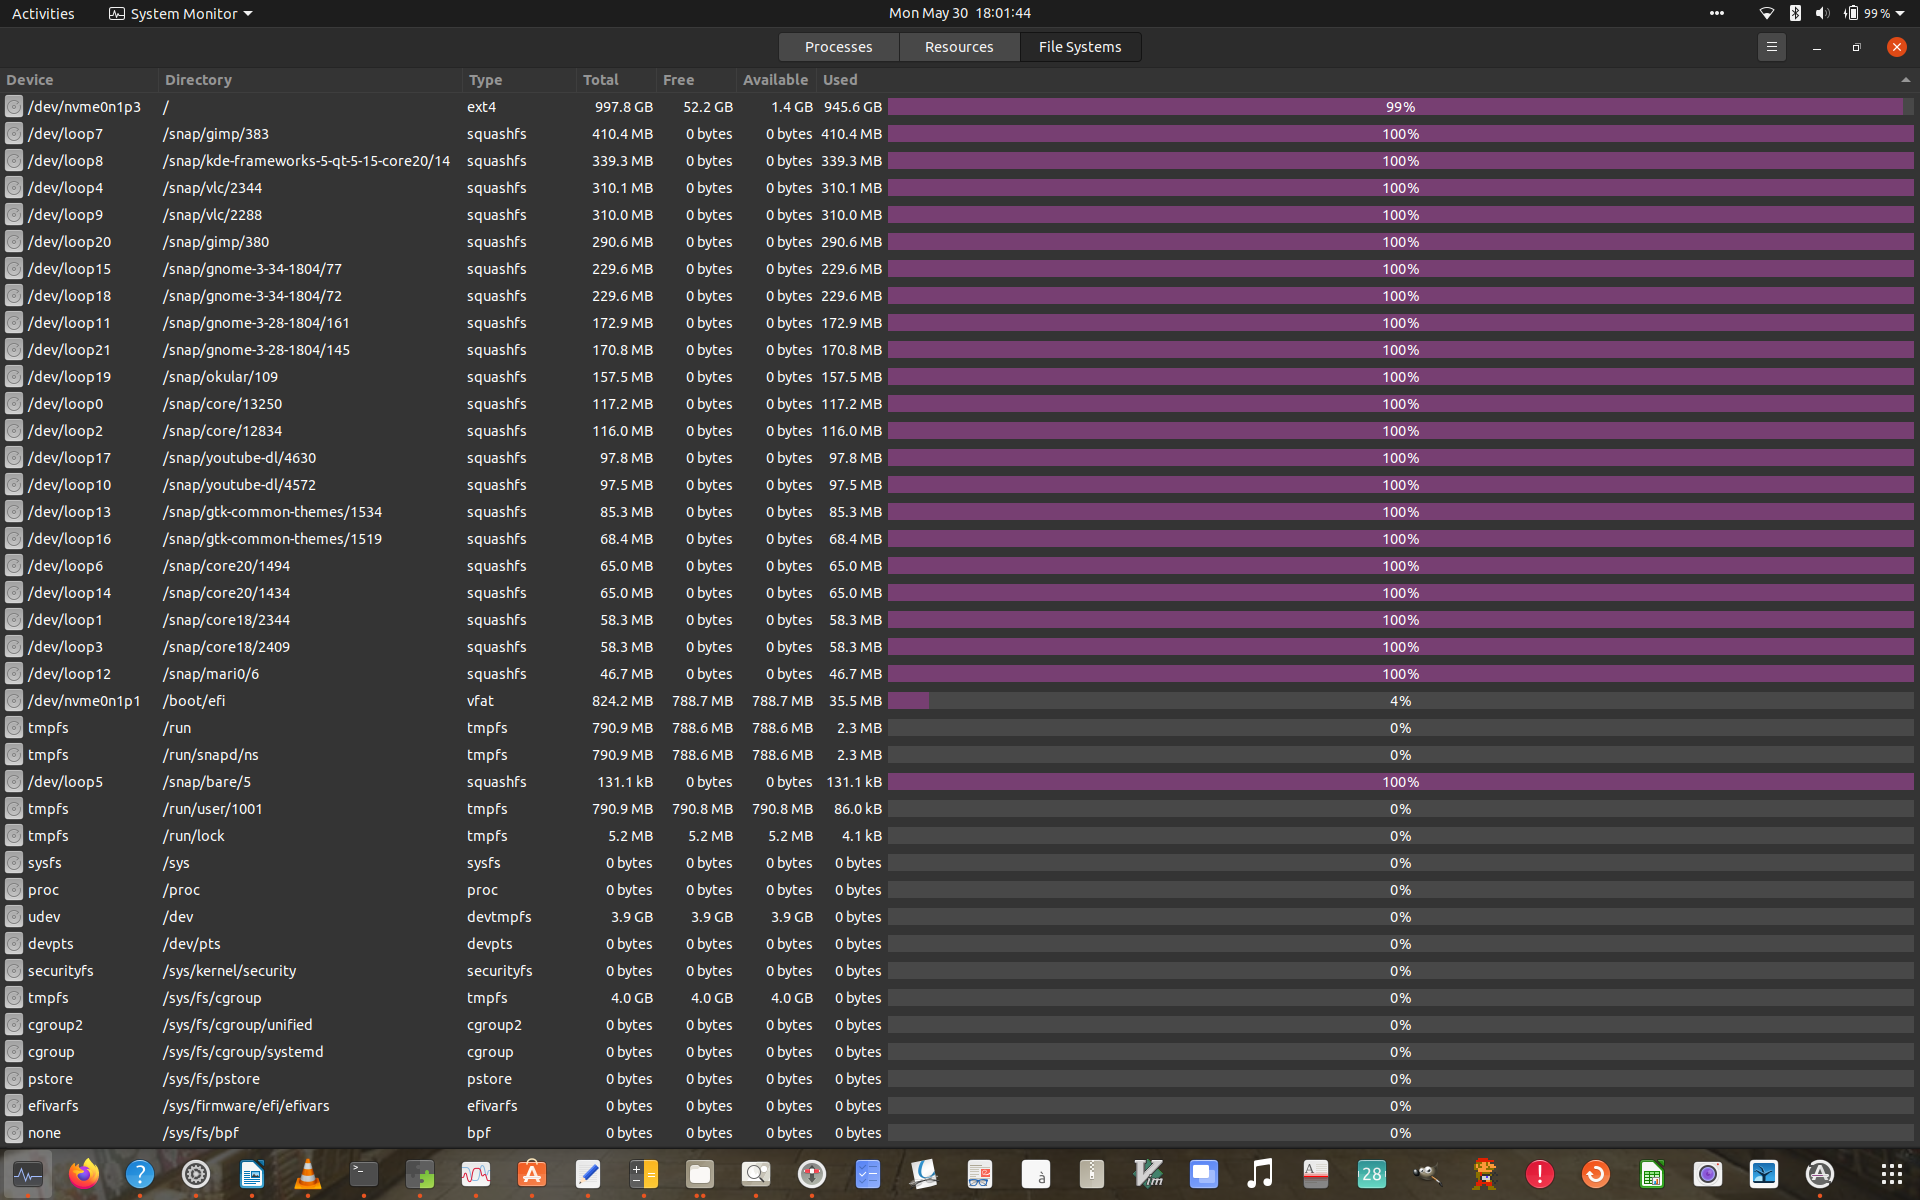 Activities System Monitor Mon May 30 18:01:44 99 %
Processes Resources File Systems
Device Directory Type Total Free Available Used
/dev/nvme0n1p3 / ext4 997.8 GB 52.2 GB 1.4 GB 945.6 GB 99%
/dev/loop7 /snap/gimp/383 squashfs 410.4 MB 0 bytes 0 bytes 410.4 MB 100%
/dev/loop8 /snap/kde-frameworks-5-qt-5-15-core20/14 squashfs 339.3 MB 0 bytes 0 bytes 339.3 MB 100%
/dev/loop4 /snap/vlc/2344 squashfs 310.1 MB 0 bytes 0 bytes 310.1 MB 100%
/dev/loop9 /snap/vlc/2288 squashfs 310.0 MB 0 bytes 0 bytes 310.0 MB 100%
/dev/loop20 /snap/gimp/380 squashfs 290.6 MB 0 bytes 0 bytes 290.6 MB 100%
/dev/loop15 /snap/gnome-3-34-1804/77 squashfs 229.6 MB 0 bytes 0 bytes 229.6 MB 100%
/dev/loop18 /snap/gnome-3-34-1804/72 squashfs 229.6 MB 0 bytes 0 bytes 229.6 MB 100%
/dev/loop11 /snap/gnome-3-28-1804/161 squashfs 172.9 MB 0 bytes 0 bytes 172.9 MB 100%
/dev/loop21 /snap/gnome-3-28-1804/145 squashfs 170.8 MB 0 bytes 0 bytes 170.8 MB 100%
/dev/loop19 /snap/okular/109 squashfs 157.5 MB 0 bytes 0 bytes 157.5 MB 100%
/dev/loop0 /snap/core/13250 squashfs 117.2 MB 0 bytes 0 bytes 117.2 MB 100%
/dev/loop2 /snap/core/12834 squashfs 116.0 MB 0 bytes 0 bytes 116.0 MB 100%
/dev/loop17 /snap/youtube-dl/4630 squashfs 97.8 MB 0 bytes 0 bytes 97.8 MB 100%
/dev/loop10 /snap/youtube-dl/4572 squashfs 97.5 MB 0 bytes 0 bytes 97.5 MB 100%
/dev/loop13 /snap/gtk-common-themes/1534 squashfs 85.3 MB 0 bytes 0 bytes 85.3 MB 100%
/dev/loop16 /snap/gtk-common-themes/1519 squashfs 68.4 MB 0 bytes 0 bytes 68.4 MB 100%
/dev/loop6 /snap/core20/1494 squashfs 65.0 MB 0 bytes 0 bytes 65.0 MB 100%
/dev/loop14 /snap/core20/1434 squashfs 65.0 MB 0 bytes 0 bytes 65.0 MB 100%
/dev/loop1 /snap/core18/2344 squashfs 58.3 MB 0 bytes 0 bytes 58.3 MB 100%
/dev/loop3 /snap/core18/2409 squashfs 58.3 MB 0 bytes 0 bytes 58.3 MB 100%
/dev/loop12 /snap/mari0/6 squashfs 46.7 MB 0 bytes 0 bytes 46.7 MB 100%
/dev/nvme0n1p1 /boot/efi vfat 824.2 MB 788.7 MB 788.7 MB 35.5 MB 4%
tmpfs /run tmpfs 790.9 MB 788.6 MB 788.6 MB 2.3 MB 0%
tmpfs /run/snapd/ns tmpfs 790.9 MB 788.6 MB 788.6 MB 2.3 MB 0%
/dev/loop5 /snap/bare/5 squashfs 131.1 kB 0 bytes 0 bytes 131.1 kB 100%
tmpfs /run/user/1001 tmpfs 790.9 MB 790.8 MB 790.8 MB 86.0 kB 0%
tmpfs /run/lock tmpfs 5.2 MB 5.2 MB 5.2 MB 4.1 kB 0%
sysfs /sys sysfs 0 bytes 0 bytes 0 bytes 0 bytes 0%
proc /proc proc 0 bytes 0 bytes 0 bytes 0 bytes 0%
udev /dev devtmpfs 3.9 GB 3.9 GB 3.9 GB 0 bytes 0%
devpts /dev/pts devpts 0 bytes 0 bytes 0 bytes 0 bytes 0%
securityfs /sys/kernel/security securityfs 0 bytes 0 bytes 0 bytes 0 bytes 0%
tmpfs /sys/fs/cgroup tmpfs 4.0 GB 4.0 GB 4.0 GB 0 bytes 0%
cgroup2 /sys/fs/cgroup/unified cgroup2 0 bytes 0 bytes 0 bytes 0 bytes 0%
cgroup /sys/fs/cgroup/systemd cgroup 0 bytes 0 bytes 0 bytes 0 bytes 0%
pstore /sys/fs/pstore pstore 0 bytes 0 bytes 0 bytes 0 bytes 0%
efivarfs /sys/firmware/efi/efivars efivarfs 0 bytes 0 bytes 0 bytes 0 bytes 0%
none /sys/fs/bpf bpf 0 bytes 0 bytes 0 bytes 0 bytes 0%
? à Vim 28